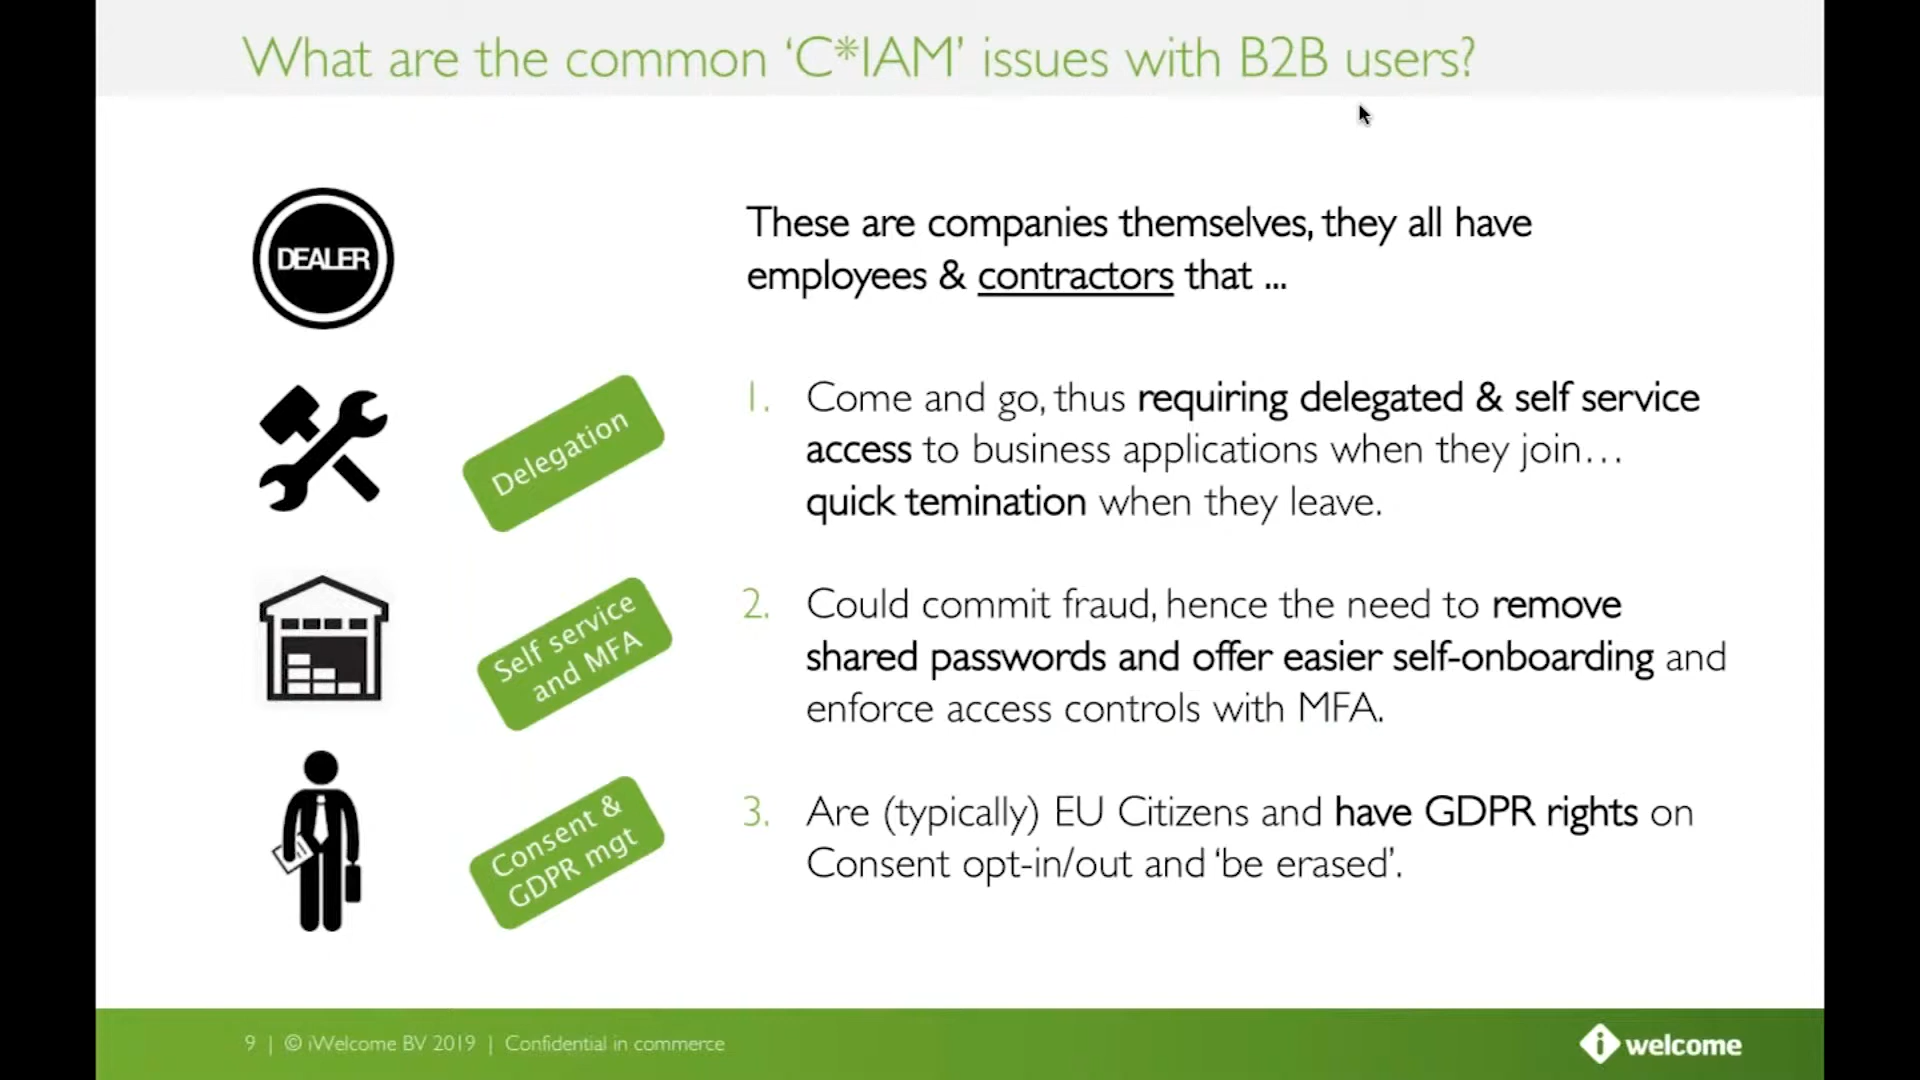 What are the common ‘C*IAM’ issues with B2B users?
DEALER
These are companies themselves, they all have
employees & contractors that ...
Delegation
1. Come and go, thus requiring delegated & self service
access to business applications when they join...
quick temination when they leave.
Self service
and MFA
2. Could commit fraud, hence the need to remove
shared passwords and offer easier self-onboarding and
enforce access controls with MFA.
Consent &
GDPR mgt
3. Are (typically) EU Citizens and have GDPR rights on
Consent opt-in/out and ‘be erased’.
9 | © iWelcome BV 2019 | Confidential in commerce
i welcome